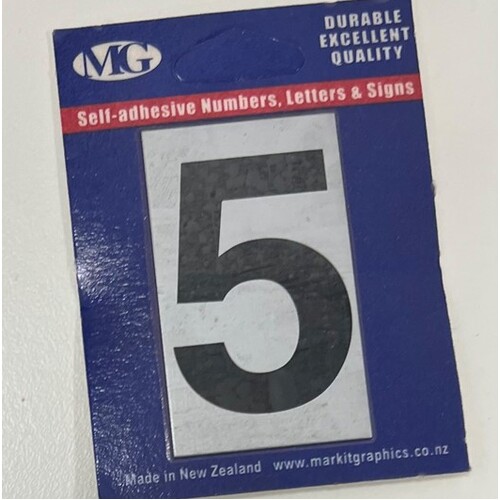 MG
DURABLE
EXCELLENT
QUALITY
Self-adhesive Numbers, Letters & Signs
5
Made in New Zealand www.markitgraphics.co.nz